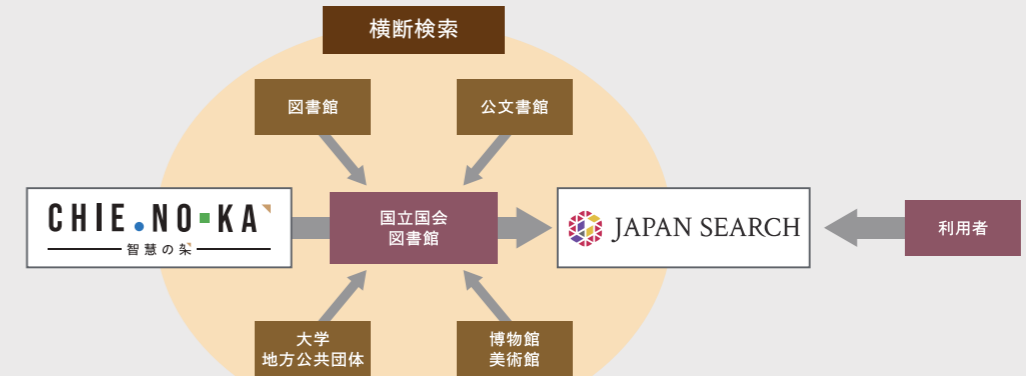 横断検索
図書館
公文書館
CHIE.NO-KA
智慧の架
国立国会
図書館
JAPAN SEARCH
利用者
大学
地方公共団体
博物館
美術館